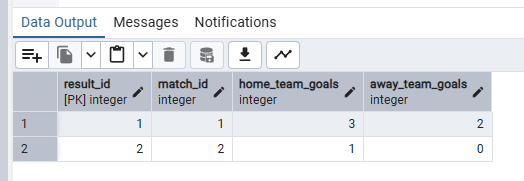 Data Output Messages Notifications
result_id match_id home_team_goals away_team_goals
[PK] integer integer integer integer
1 1 1 3 2
2 2 2 1 0